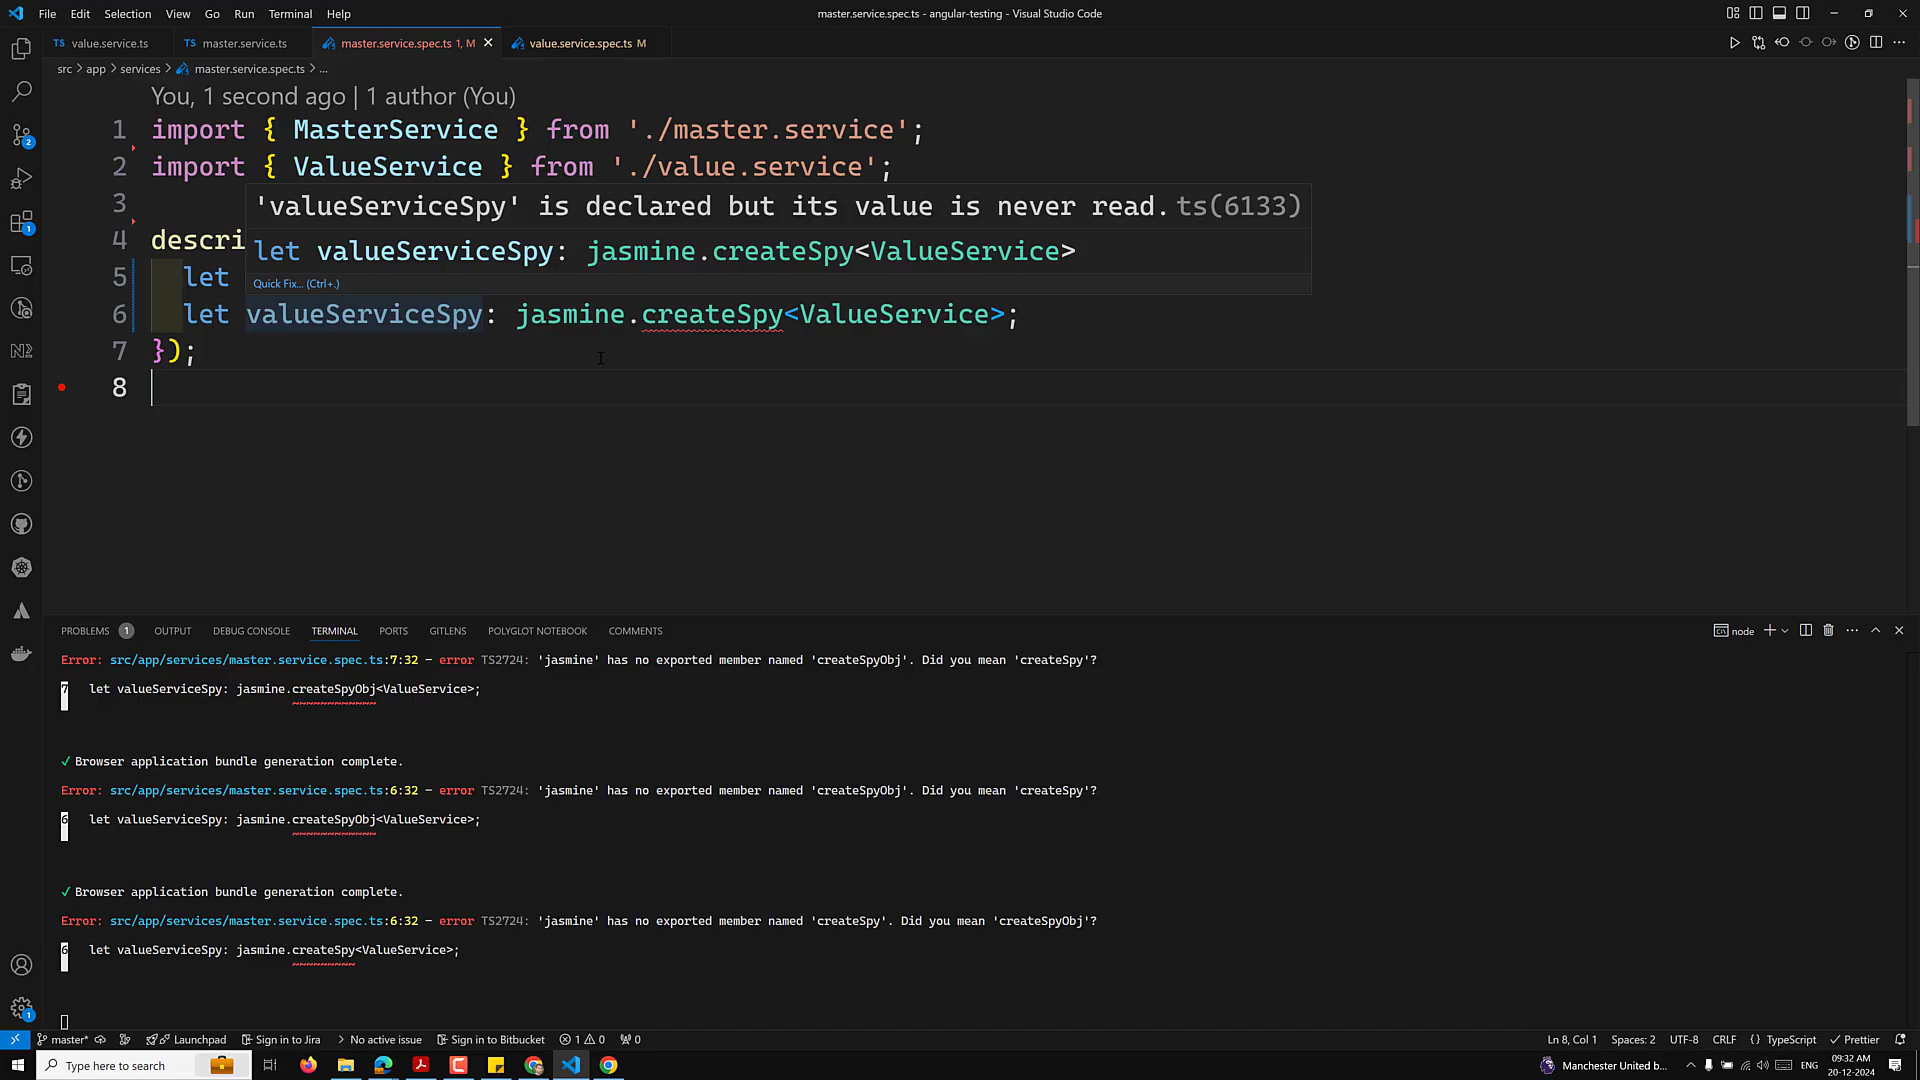 File Edit Selection View Go Run Terminal Help
master.service.spec.ts - angular-testing - Visual Studio Code
TS value.service.ts
TS master.service.ts
master.service.spec.ts 1, M
value.service.spec.ts M
src > app > services > master.service.spec.ts > ...
You, 1 second ago | 1 author (You)
1 import { MasterService } from './master.service';
2 import { ValueService } from './value.service';
3
'valueServiceSpy' is declared but its value is never read. ts(6133)
4 descri
let valueServiceSpy: jasmine.createSpy<ValueService>
5 let
Quick Fix... (Ctrl+.)
6 let valueServiceSpy: jasmine.createSpy<ValueService>;
7 });
8
PROBLEMS 1 OUTPUT DEBUG CONSOLE TERMINAL PORTS GITLENS POLYGLOT NOTEBOOK COMMENTS
node
Error: src/app/services/master.service.spec.ts:7:32 - error TS2724: 'jasmine' has no exported member named 'createSpyObj'. Did you mean 'createSpy'?
7 let valueServiceSpy: jasmine.createSpyObj<ValueService>;
~~~~~~~~~~~~
✓ Browser application bundle generation complete.
Error: src/app/services/master.service.spec.ts:6:32 - error TS2724: 'jasmine' has no exported member named 'createSpyObj'. Did you mean 'createSpy'?
6 let valueServiceSpy: jasmine.createSpyObj<ValueService>;
~~~~~~~~~~~~
✓ Browser application bundle generation complete.
Error: src/app/services/master.service.spec.ts:6:32 - error TS2724: 'jasmine' has no exported member named 'createSpy'. Did you mean 'createSpyObj'?
6 let valueServiceSpy: jasmine.createSpy<ValueService>;
~~~~~~~~~
master* Launchpad Sign in to Jira No active issue Sign in to Bitbucket 1 0 0
Ln 8, Col 1 Spaces: 2 UTF-8 CRLF {} TypeScript Prettier
Type here to search
Manchester United b...
ENG
09:32 AM
20-12-2024